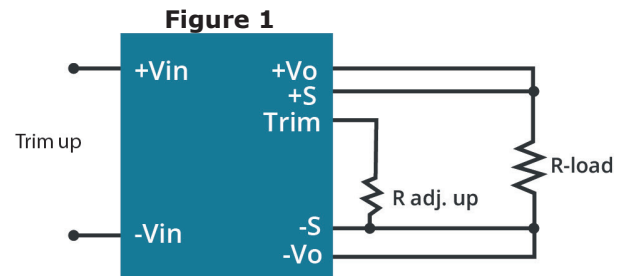 Figure 1
+Vin
+Vo
+S
Trim
Trim up
R-load
R adj. up
-S
-Vin
-Vo